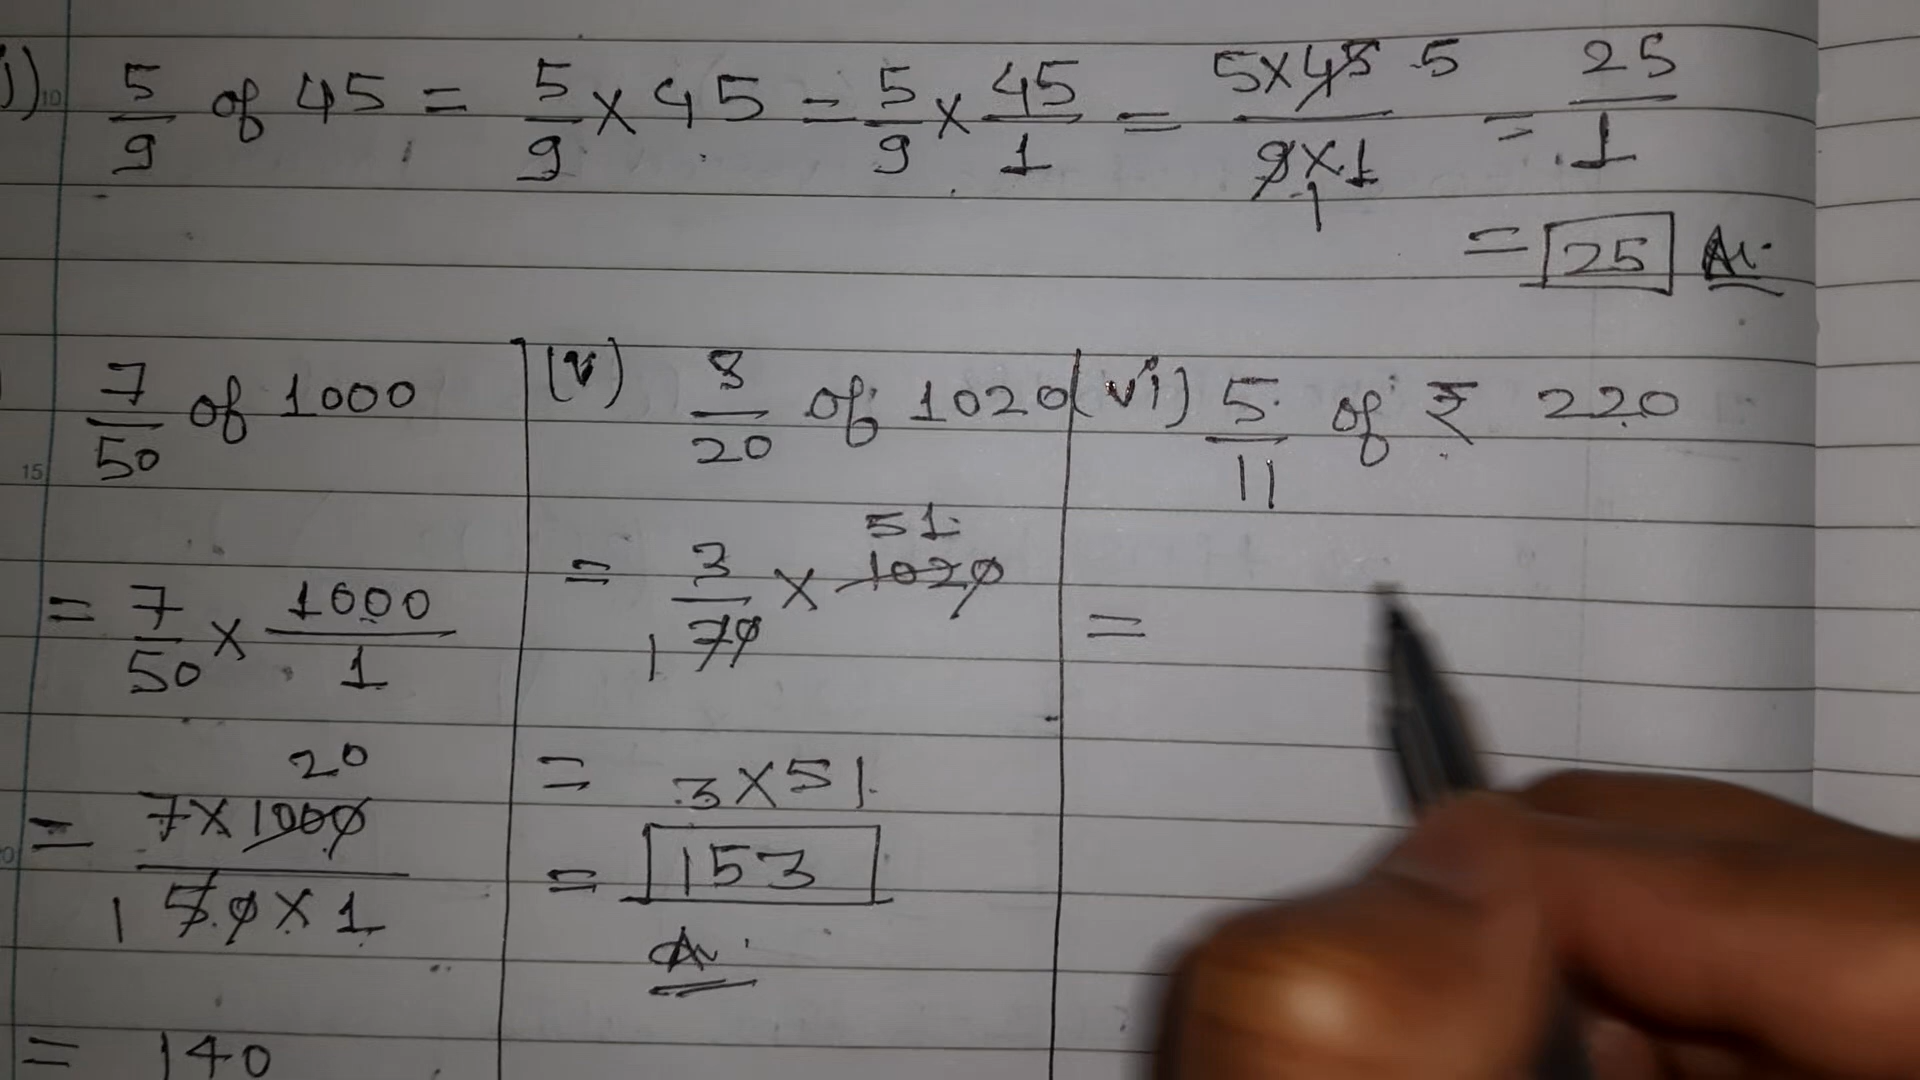 i) 5/9 of 45 = 5/9 × 45 = 5/9 × 45/1 = 5×45 5 / 9×1 1 = 25/1
= 25
7/50 of 1000
(v) 3/20 of 1020
(vi) 5/11 of ₹ 220
= 7/50 × 1000/1
= 7×1000 20 / 1 50×1
= 140
= 3/20 1 × 1020 51
= 3×51
= 153
=
10
15